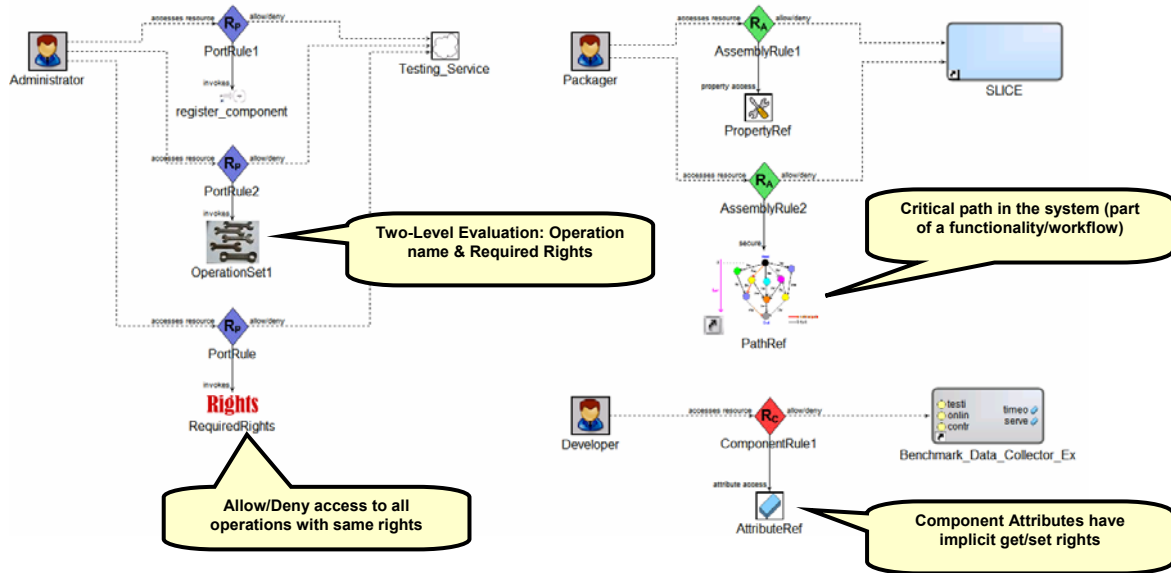 accesses resource
RP
allow/deny
PortRule1
Administrator
invokes
register_component
Testing_Service
accesses resource
RP
allow/deny
PortRule2
invokes
OperationSet1
Two-Level Evaluation: Operation
name & Required Rights
accesses resource
RP
allow/deny
PortRule
invokes
Rights
RequiredRights
Allow/Deny access to all
operations with same rights
accesses resource
RA
allow/deny
AssemblyRule1
Packager
property access
PropertyRef
SLICE
accesses resource
RA
allow/deny
AssemblyRule2
secure
PathRef
Critical path in the system (part
of a functionality/workflow)
accesses resource
RC
allow/deny
Developer
ComponentRule1
testi
onlin
contr
timeo
serve
Benchmark_Data_Collector_Ex
attribute access
AttributeRef
Component Attributes have
implicit get/set rights